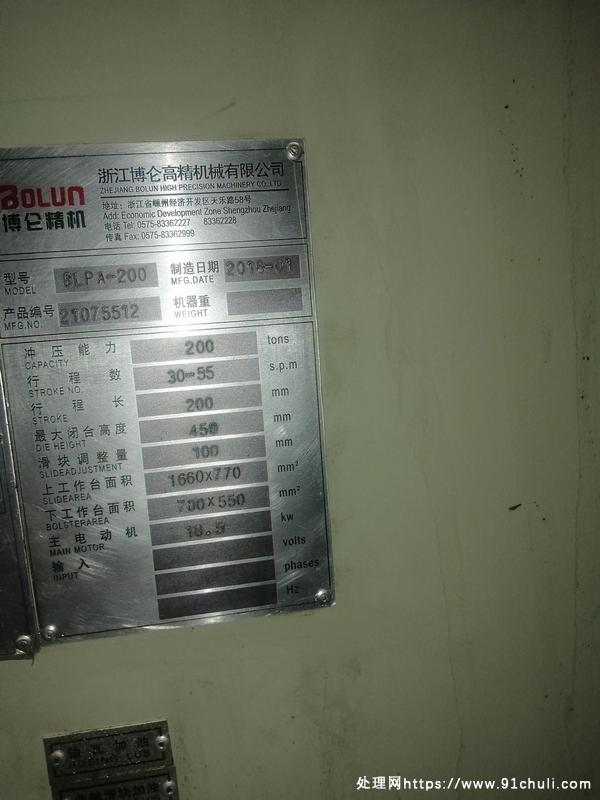 BOLUN
博仑精机
浙江博仑高精机械有限公司
ZHEJIANG BOLUN HIGH PRECISION MACHINERY CO.,LTD
地址: 浙江省嵊州经济开发区天乐路58号
Add: Economic Development Zone Shengzhou Zhejiang
电话 Tel: 0575-83362227 83362228
传真 Fax: 0575-83362999
型号 BLPA-200 制造日期 2018-01
MODEL MFG.DATE
产品编号 21075512 机器重
MFG.NO. WEIGHT
冲压能力 200 tons
CAPACITY
行程数 30-55 s.p.m
STROKE NO.
行程长 200 mm
STROKE
最大闭合高度 450 mm
DIE HEIGHT
滑块调整量 100 mm
SLIDEADJUSTMENT
上工作台面积 1660x770 mm²
SLIDEAREA
下工作台面积 700x550 mm²
BOLSTERAREA
主电动机 18.5 kw
MAIN MOTOR
输入 volts
INPUT
phases
Hz
加油
处理网https://www.91chuli.com